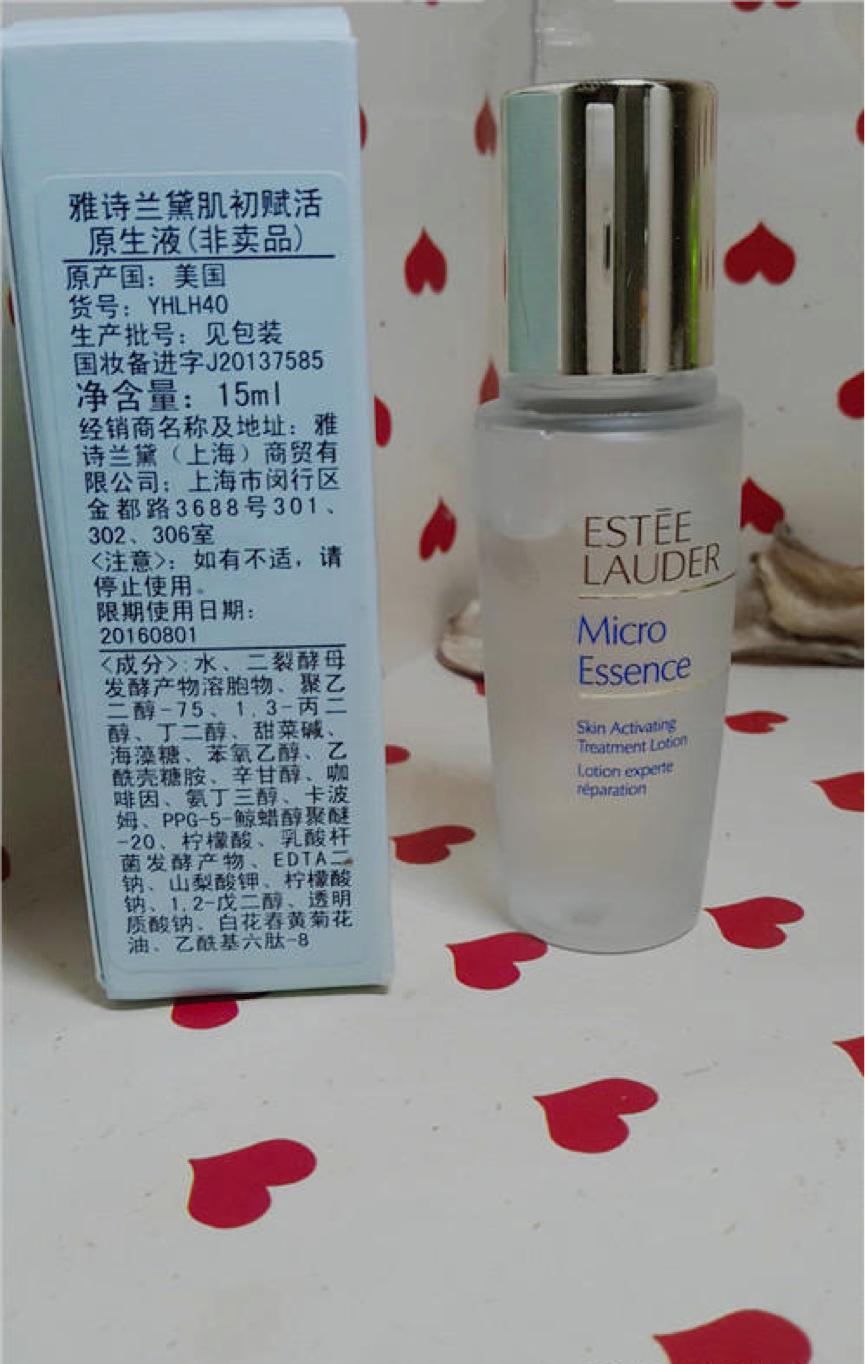 雅诗兰黛肌初赋活
原生液(非卖品)
原产国：美国
货号：YHLH40
生产批号：见包装
国妆备进字J20137585
净含量：15ml
经销商名称及地址：雅
诗兰黛（上海）商贸有
限公司；上海市闵行区
金都路3688号301、
302、306室
<注意>：如有不适，请
停止使用。
限期使用日期：
20160801
<成分>:水、二裂酵母
发酵产物溶胞物、聚乙
二醇-75、1,3-丙二
醇、丁二醇、甜菜碱、
海藻糖、苯氧乙醇、乙
酰壳糖胺、辛甘醇、咖
啡因、氨丁三醇、卡波
姆、PPG-5-鲸蜡醇聚醚
-20、柠檬酸、乳酸杆
菌发酵产物、EDTA二
钠、山梨酸钾、柠檬酸
钠、1,2-戊二醇、透明
质酸钠、白花春黄菊花
油、乙酰基六肽-8
ESTĒE
LAUDER
Micro
Essence
Skin Activating
Treatment Lotion
Lotion experte
réparation